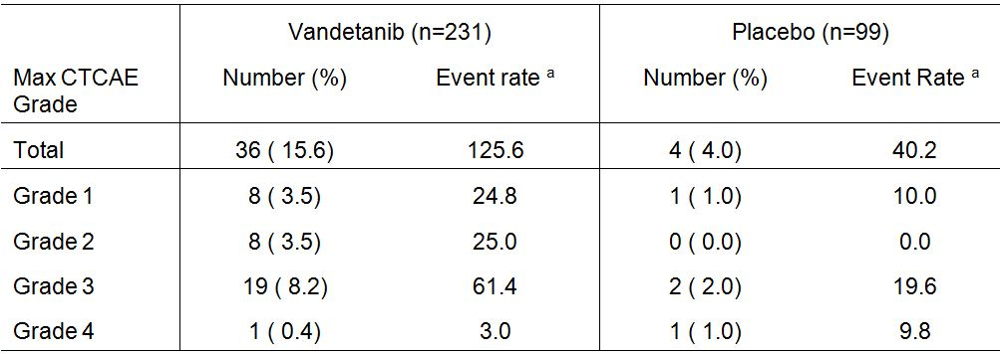 Vandetanib (n=231) Placebo (n=99)
Max CTCAE Number (%) Event rate a Number (%) Event Rate a
Grade
Total 36 ( 15.6) 125.6 4 ( 4.0) 40.2
Grade 1 8 ( 3.5) 24.8 1 ( 1.0) 10.0
Grade 2 8 ( 3.5) 25.0 0 ( 0.0) 0.0
Grade 3 19 ( 8.2) 61.4 2 ( 2.0) 19.6
Grade 4 1 ( 0.4) 3.0 1 ( 1.0) 9.8